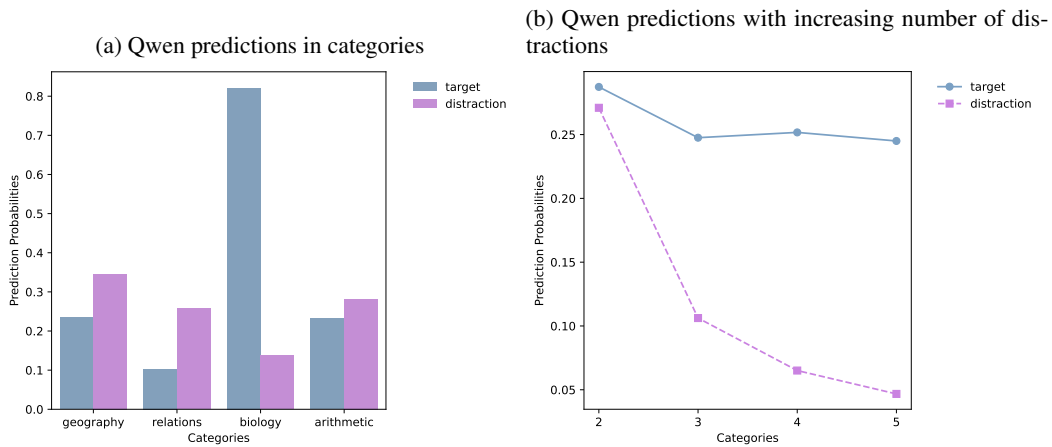 (a) Qwen predictions in categories
target
distraction
Prediction Probabilities
0.8
0.7
0.6
0.5
0.4
0.3
0.2
0.1
0.0
geography relations biology arithmetic
Categories
(b) Qwen predictions with increasing number of dis-
tractions
target
distraction
Prediction Probabilities
0.25
0.20
0.15
0.10
0.05
2 3 4 5
Categories